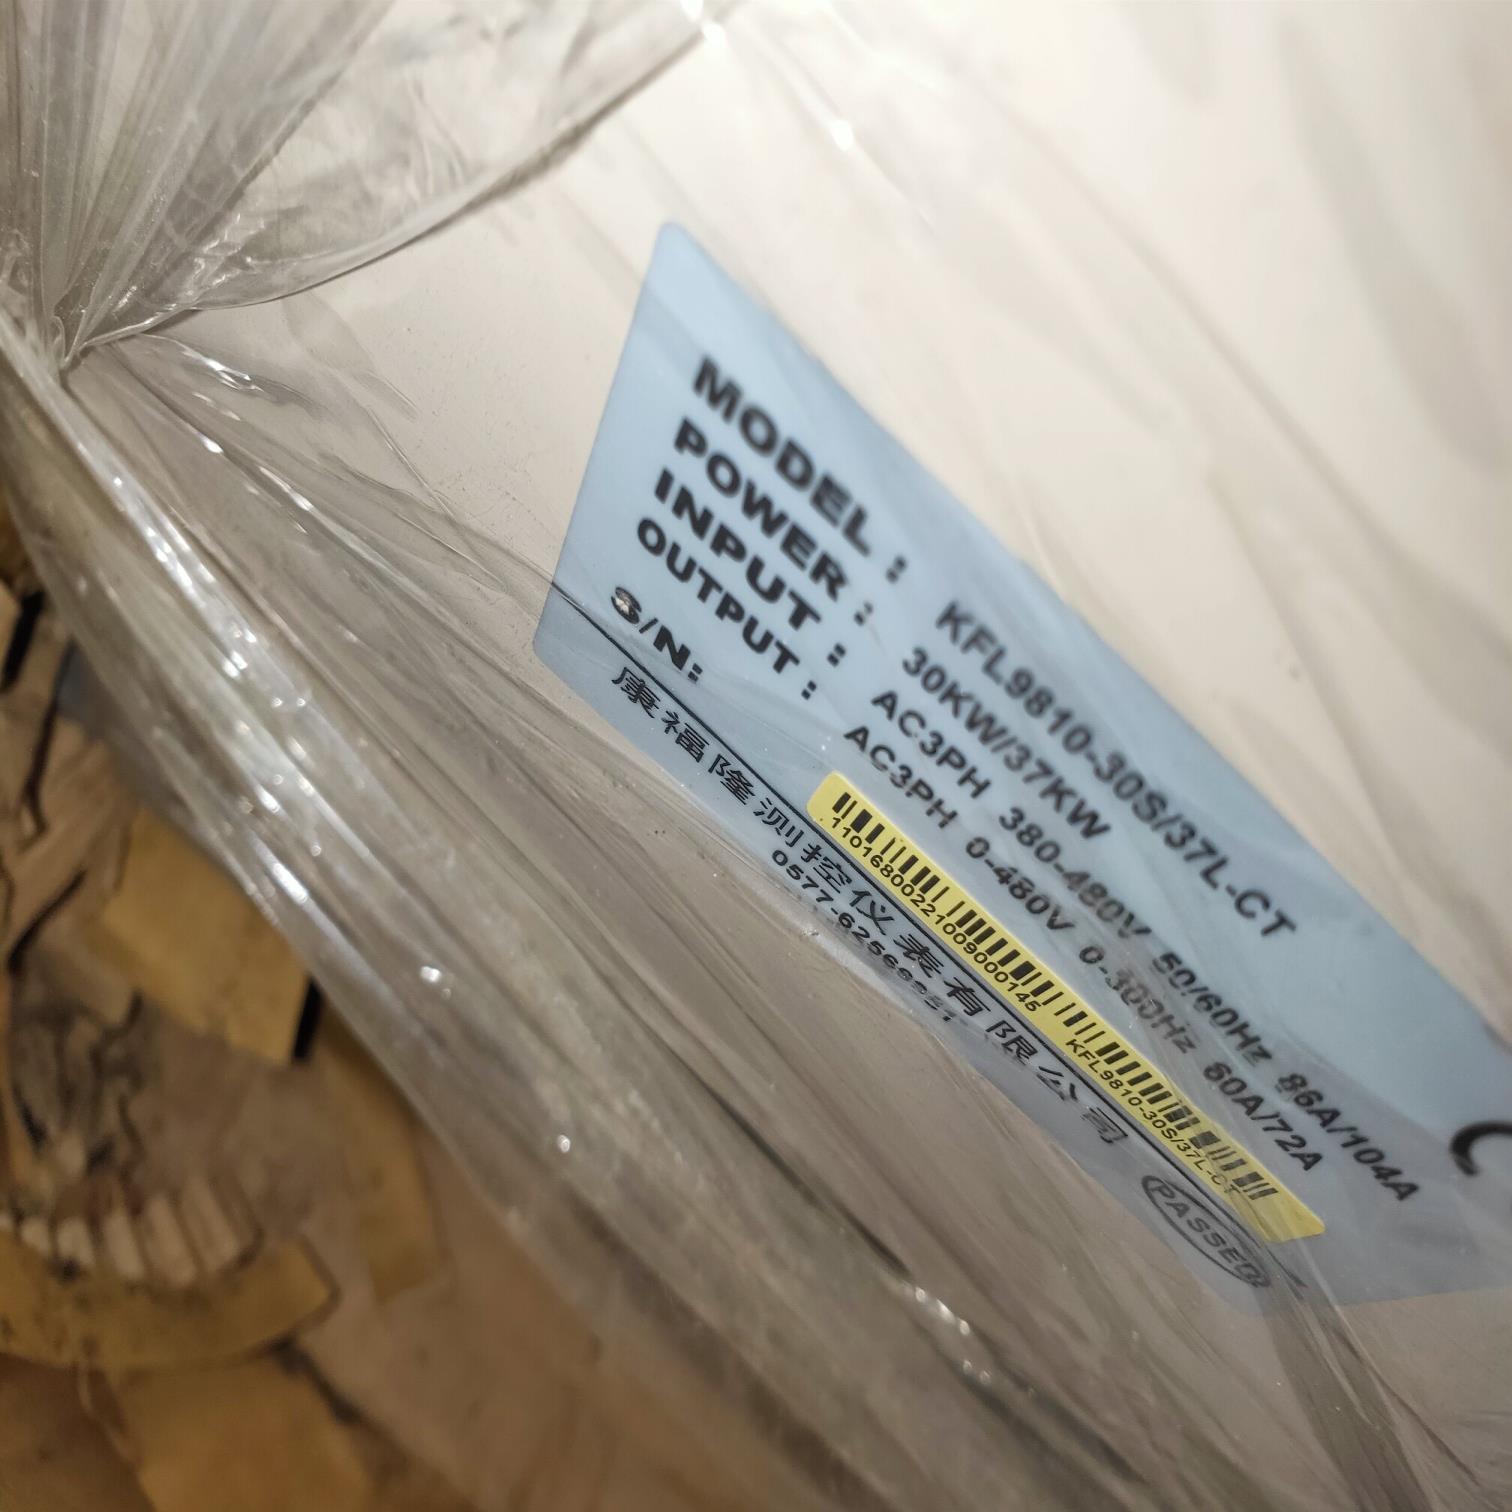 MODEL : KFL9810-30S/37L-CT
POWER : 30KW/37KW
INPUT : AC3PH 380-480V 50/60Hz 86A/104A
OUTPUT : AC3PH 0-480V 0-300Hz 60A/72A
S/N:
11016800221009000145 KFL9810-30S/37L-CT
康福隆测控仪表有限公司
PASSED